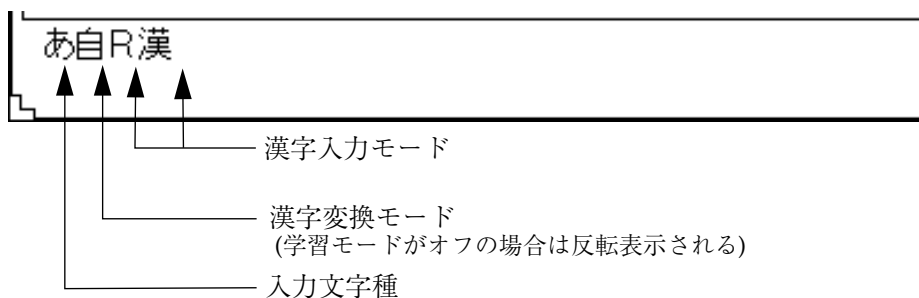 あ自R漢
漢字入力モード
漢字変換モード
(学習モードがオフの場合は反転表示される)
入力文字種